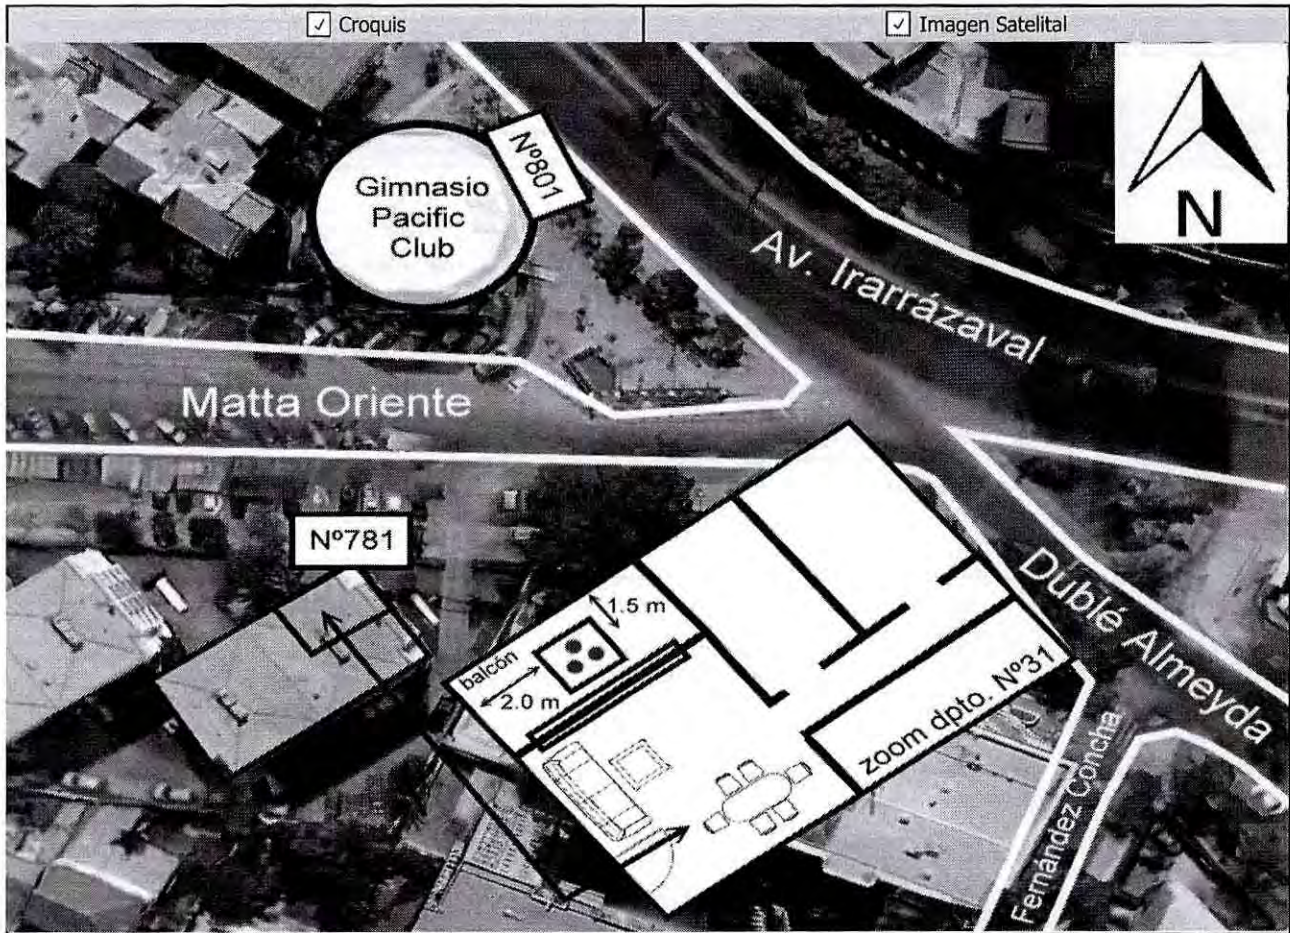 Croquis
Imagen Satelital
N
Nº801
Gimnasio
Pacific
Club
Av. Irarrázaval
Matta Oriente
Nº781
1.5 m
balcón
2.0 m
zoom dpto. Nº31
Dublé Almeyda
Fernández Concha